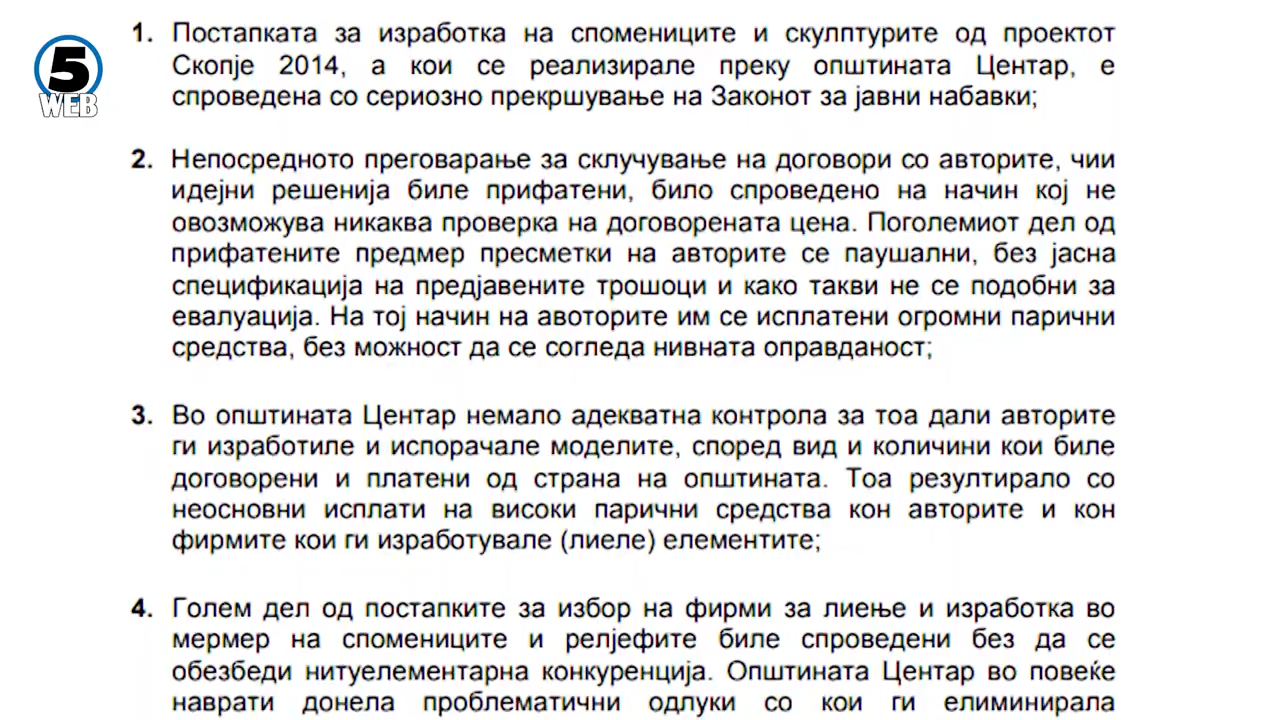 5
WEB
1. Постапката за изработка на спомениците и скулптурите од проектот
Скопје 2014, а кои се реализирале преку општината Центар, е
спроведена со сериозно прекршување на Законот за јавни набавки;
2. Непосредното преговарање за склучување на договори со авторите, чии
идејни решенија биле прифатени, било спроведено на начин кој не
овозможува никаква проверка на договорената цена. Поголемиот дел од
прифатените предмер пресметки на авторите се паушални, без јасна
спецификација на предјавените трошоци и како такви не се подобни за
евалуација. На тој начин на авоторите им се исплатени огромни парични
средства, без можност да се согледа нивната оправданост;
3. Во општината Центар немало адекватна контрола за тоа дали авторите
ги изработиле и испорачале моделите, според вид и количини кои биле
договорени и платени од страна на општината. Тоа резултирало со
неосновни исплати на високи парични средства кон авторите и кон
фирмите кои ги изработувале (лиеле) елементите;
4. Голем дел од постапките за избор на фирми за лиење и изработка во
мермер на спомениците и релјефите биле спроведени без да се
обезбеди нитуелементарна конкуренција. Општината Центар во повеќе
наврати донела проблематични одлуки со кои ги елиминирала